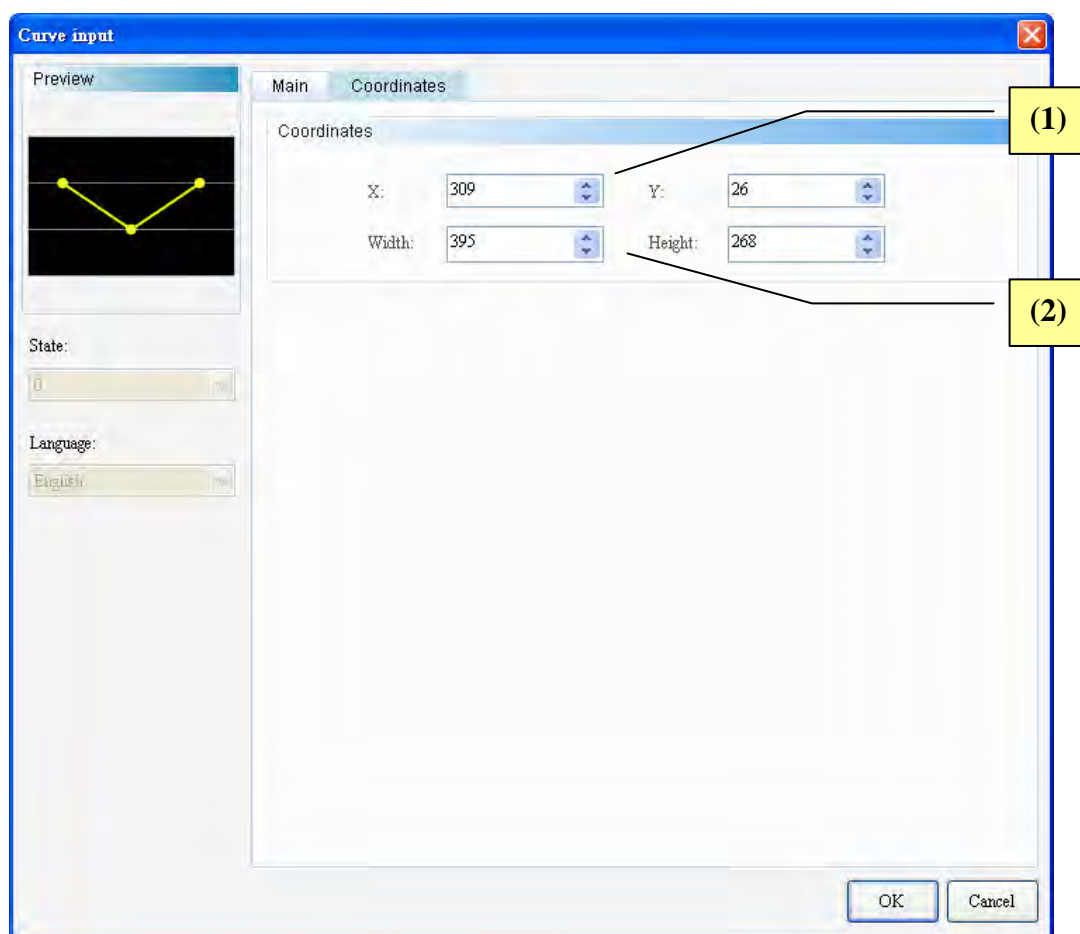 Curve input
Preview
Main Coordinates
(1)
Coordinates
X: 309 Y: 26
Width: 395 Height: 268
(2)
State:
0
Language:
English
OK Cancel